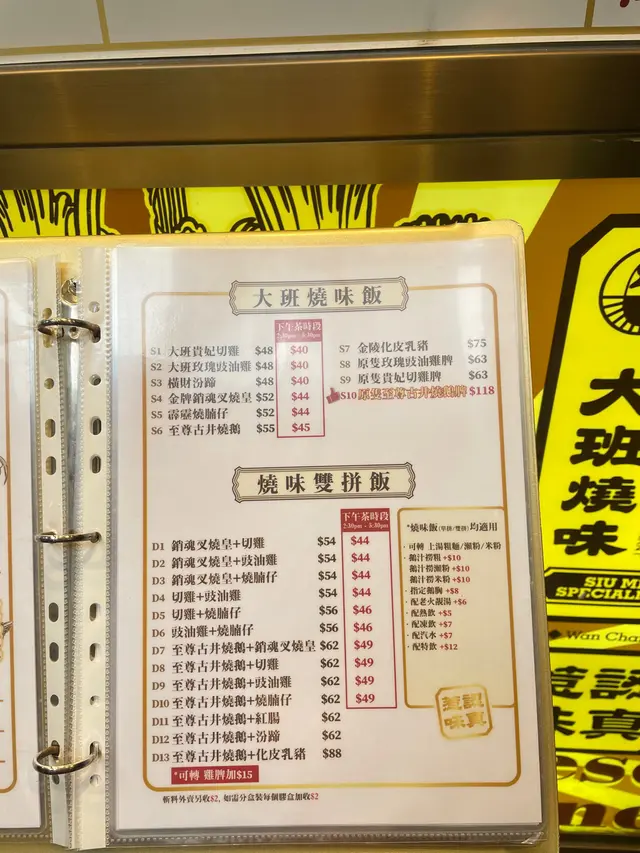 大班燒味飯
下午茶時段
2:30pm - 5:30pm
S1 大班貴妃切雞 $48 $40
S2 大班玫瑰豉油雞 $48 $40
S3 橫財汾蹄 $48 $40
S4 金牌銷魂叉燒皇 $52 $44
S5 霹靂燒腩仔 $52 $44
S6 至尊古井燒鵝 $55 $45
S7 金陵化皮乳豬 $75
S8 原隻玫瑰豉油雞髀 $63
S9 原隻貴妃切雞髀 $63
S10 原隻至尊古井燒鵝髀 $118
燒味雙拼飯
下午茶時段
2:30pm - 5:30pm
D1 銷魂叉燒皇+切雞 $54 $44
D2 銷魂叉燒皇+豉油雞 $54 $44
D3 銷魂叉燒皇+燒腩仔 $54 $44
D4 切雞+豉油雞 $54 $44
D5 切雞+燒腩仔 $56 $46
D6 豉油雞+燒腩仔 $56 $46
D7 至尊古井燒鵝+銷魂叉燒皇 $62 $49
D8 至尊古井燒鵝+切雞 $62 $49
D9 至尊古井燒鵝+豉油雞 $62 $49
D10 至尊古井燒鵝+燒腩仔 $62 $49
D11 至尊古井燒鵝+紅腸 $62
D12 至尊古井燒鵝+汾蹄 $62
D13 至尊古井燒鵝+化皮乳豬 $88
*可轉 雞髀加$15
*燒味飯(單拼/雙拼)均適用
·可轉 上湯粗麵/瀨粉/米粉
鵝汁撈粗 +$10
鵝汁撈瀨粉 +$10
鵝汁撈米粉 +$10
·指定鵝胸 +$8
·配老火靚湯 +$6
·配熱飲 +$5
·配凍飲 +$7
·配汽水 +$7
·配特飲 +$12
認真
惹味
斬料外賣另收$2, 如需分盒裝每個膠盒加收$2
大班燒味
SIU M
SPECIAL
Wan Cha
惹認
味真